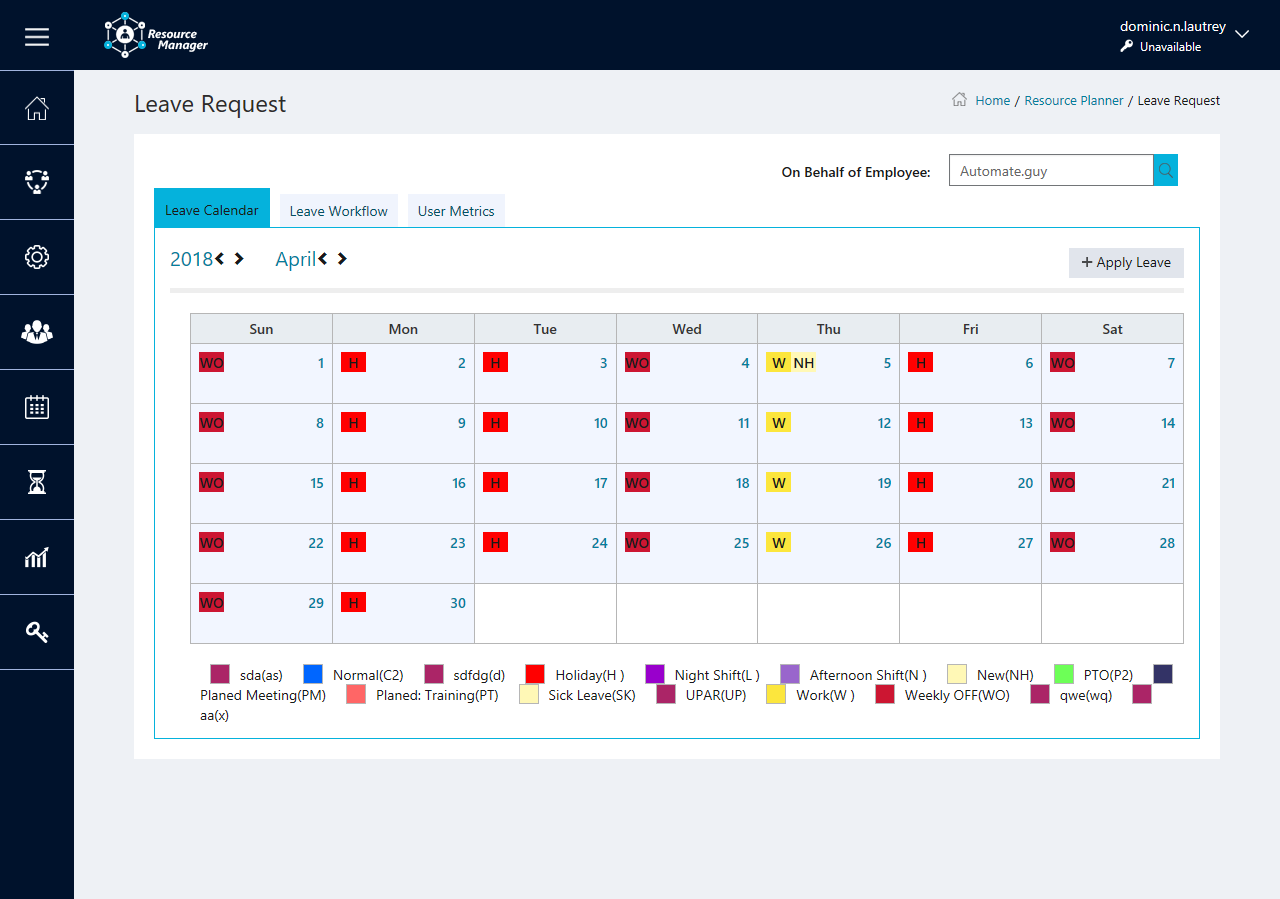 Resource
Manager
dominic.n.lautrey
Unavailable
Leave Request
Home / Resource Planner / Leave Request
On Behalf of Employee: Automate.guy
Leave Calendar Leave Workflow User Metrics
2018 April + Apply Leave
Sun Mon Tue Wed Thu Fri Sat
WO 1 H 2 H 3 WO 4 W NH 5 H 6 WO 7
WO 8 H 9 H 10 WO 11 W 12 H 13 WO 14
WO 15 H 16 H 17 WO 18 W 19 H 20 WO 21
WO 22 H 23 H 24 WO 25 W 26 H 27 WO 28
WO 29 H 30
sda(as) Normal(C2) sdfdg(d) Holiday(H ) Night Shift(L ) Afternoon Shift(N ) New(NH) PTO(P2)
Planed Meeting(PM) Planed: Training(PT) Sick Leave(SK) UPAR(UP) Work(W ) Weekly OFF(WO) qwe(wq)
aa(x)